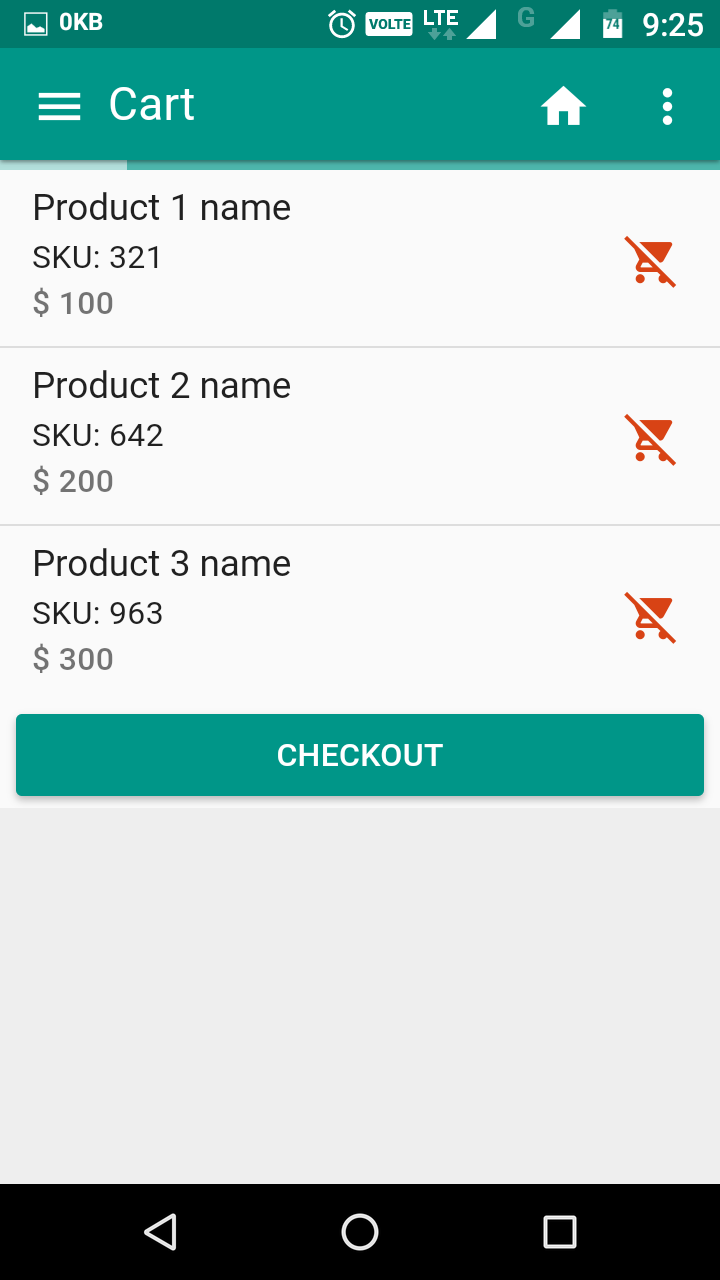 0KB VOLTE LTE G 74 9:25
Cart
Product 1 name
SKU: 321
$ 100
Product 2 name
SKU: 642
$ 200
Product 3 name
SKU: 963
$ 300
CHECKOUT